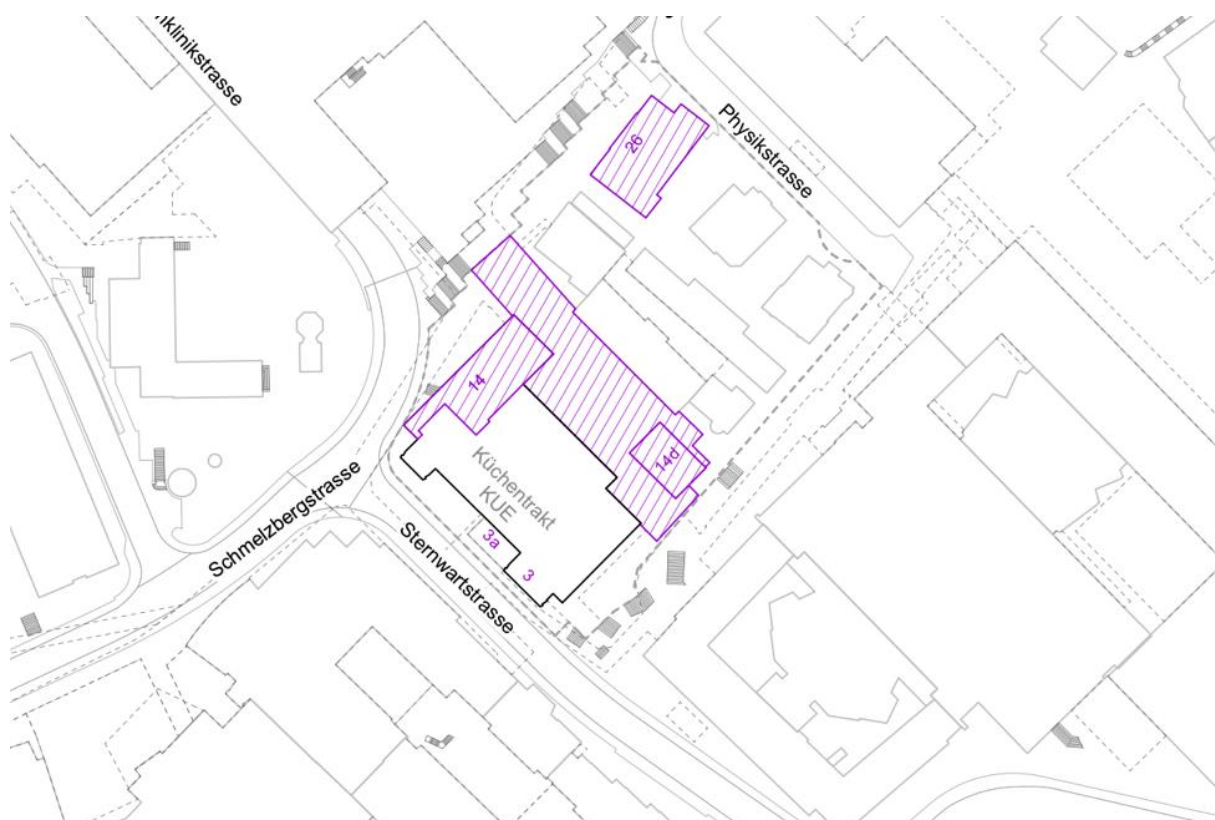 nklinikstrasse
Physikstrasse
26
14
14d
Küchentrakt
KUE
3a
3
Schmelzbergstrasse
Sternwartstrasse